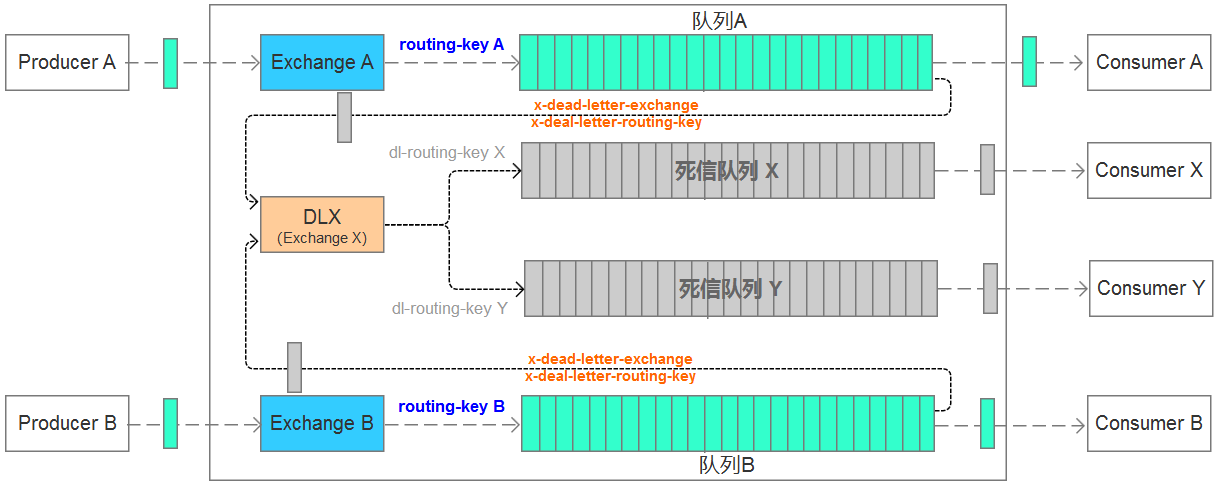 队列A
Producer A
Exchange A
routing-key A
Consumer A
x-dead-letter-exchange
x-deal-letter-routing-key
dl-routing-key X
死信队列 X
Consumer X
DLX
(Exchange X)
死信队列 Y
Consumer Y
dl-routing-key Y
x-dead-letter-exchange
x-deal-letter-routing-key
Producer B
Exchange B
routing-key B
Consumer B
队列B